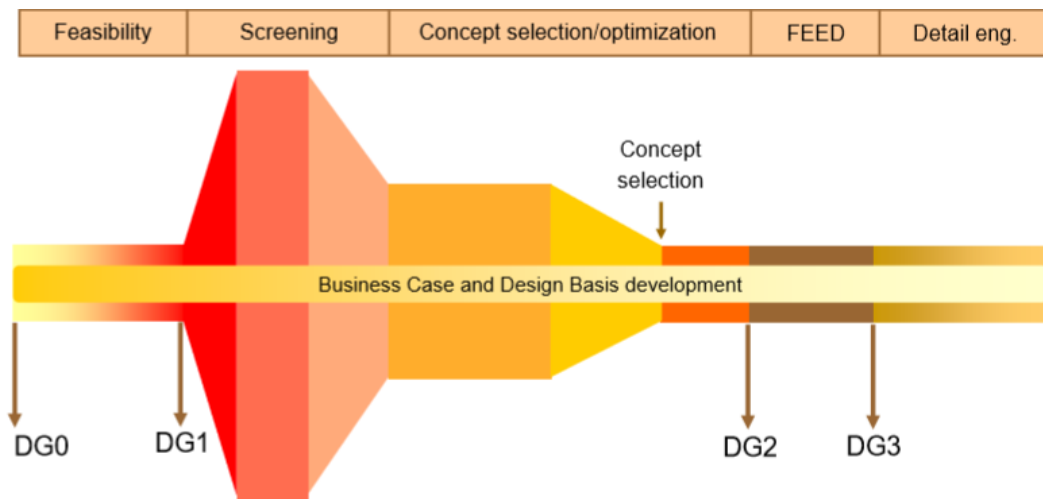 Feasibility
Screening
Concept selection/optimization
FEED
Detail eng.
Concept
selection
Business Case and Design Basis development
DG0
DG1
DG2
DG3